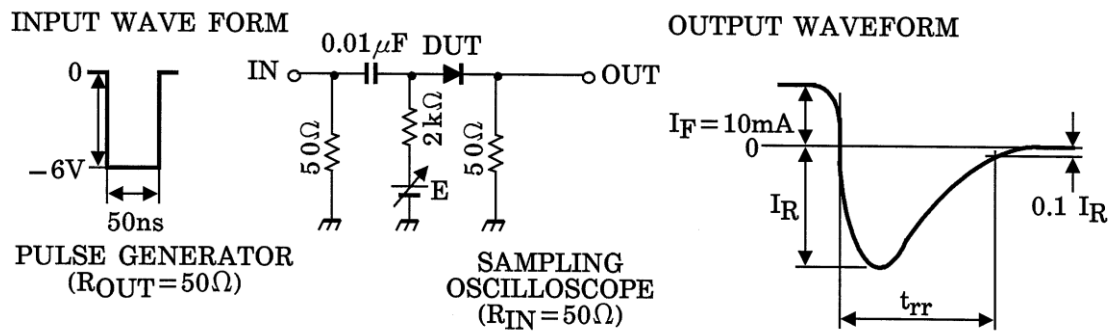 INPUT WAVE FORM
0
−6V
50ns
PULSE GENERATOR
(ROUT=50Ω)
0.01μF DUT
IN
OUT
50Ω
2kΩ
E
50Ω
SAMPLING
OSCILLOSCOPE
(RIN=50Ω)
OUTPUT WAVEFORM
IF=10mA
0
IR
0.1 IR
trr